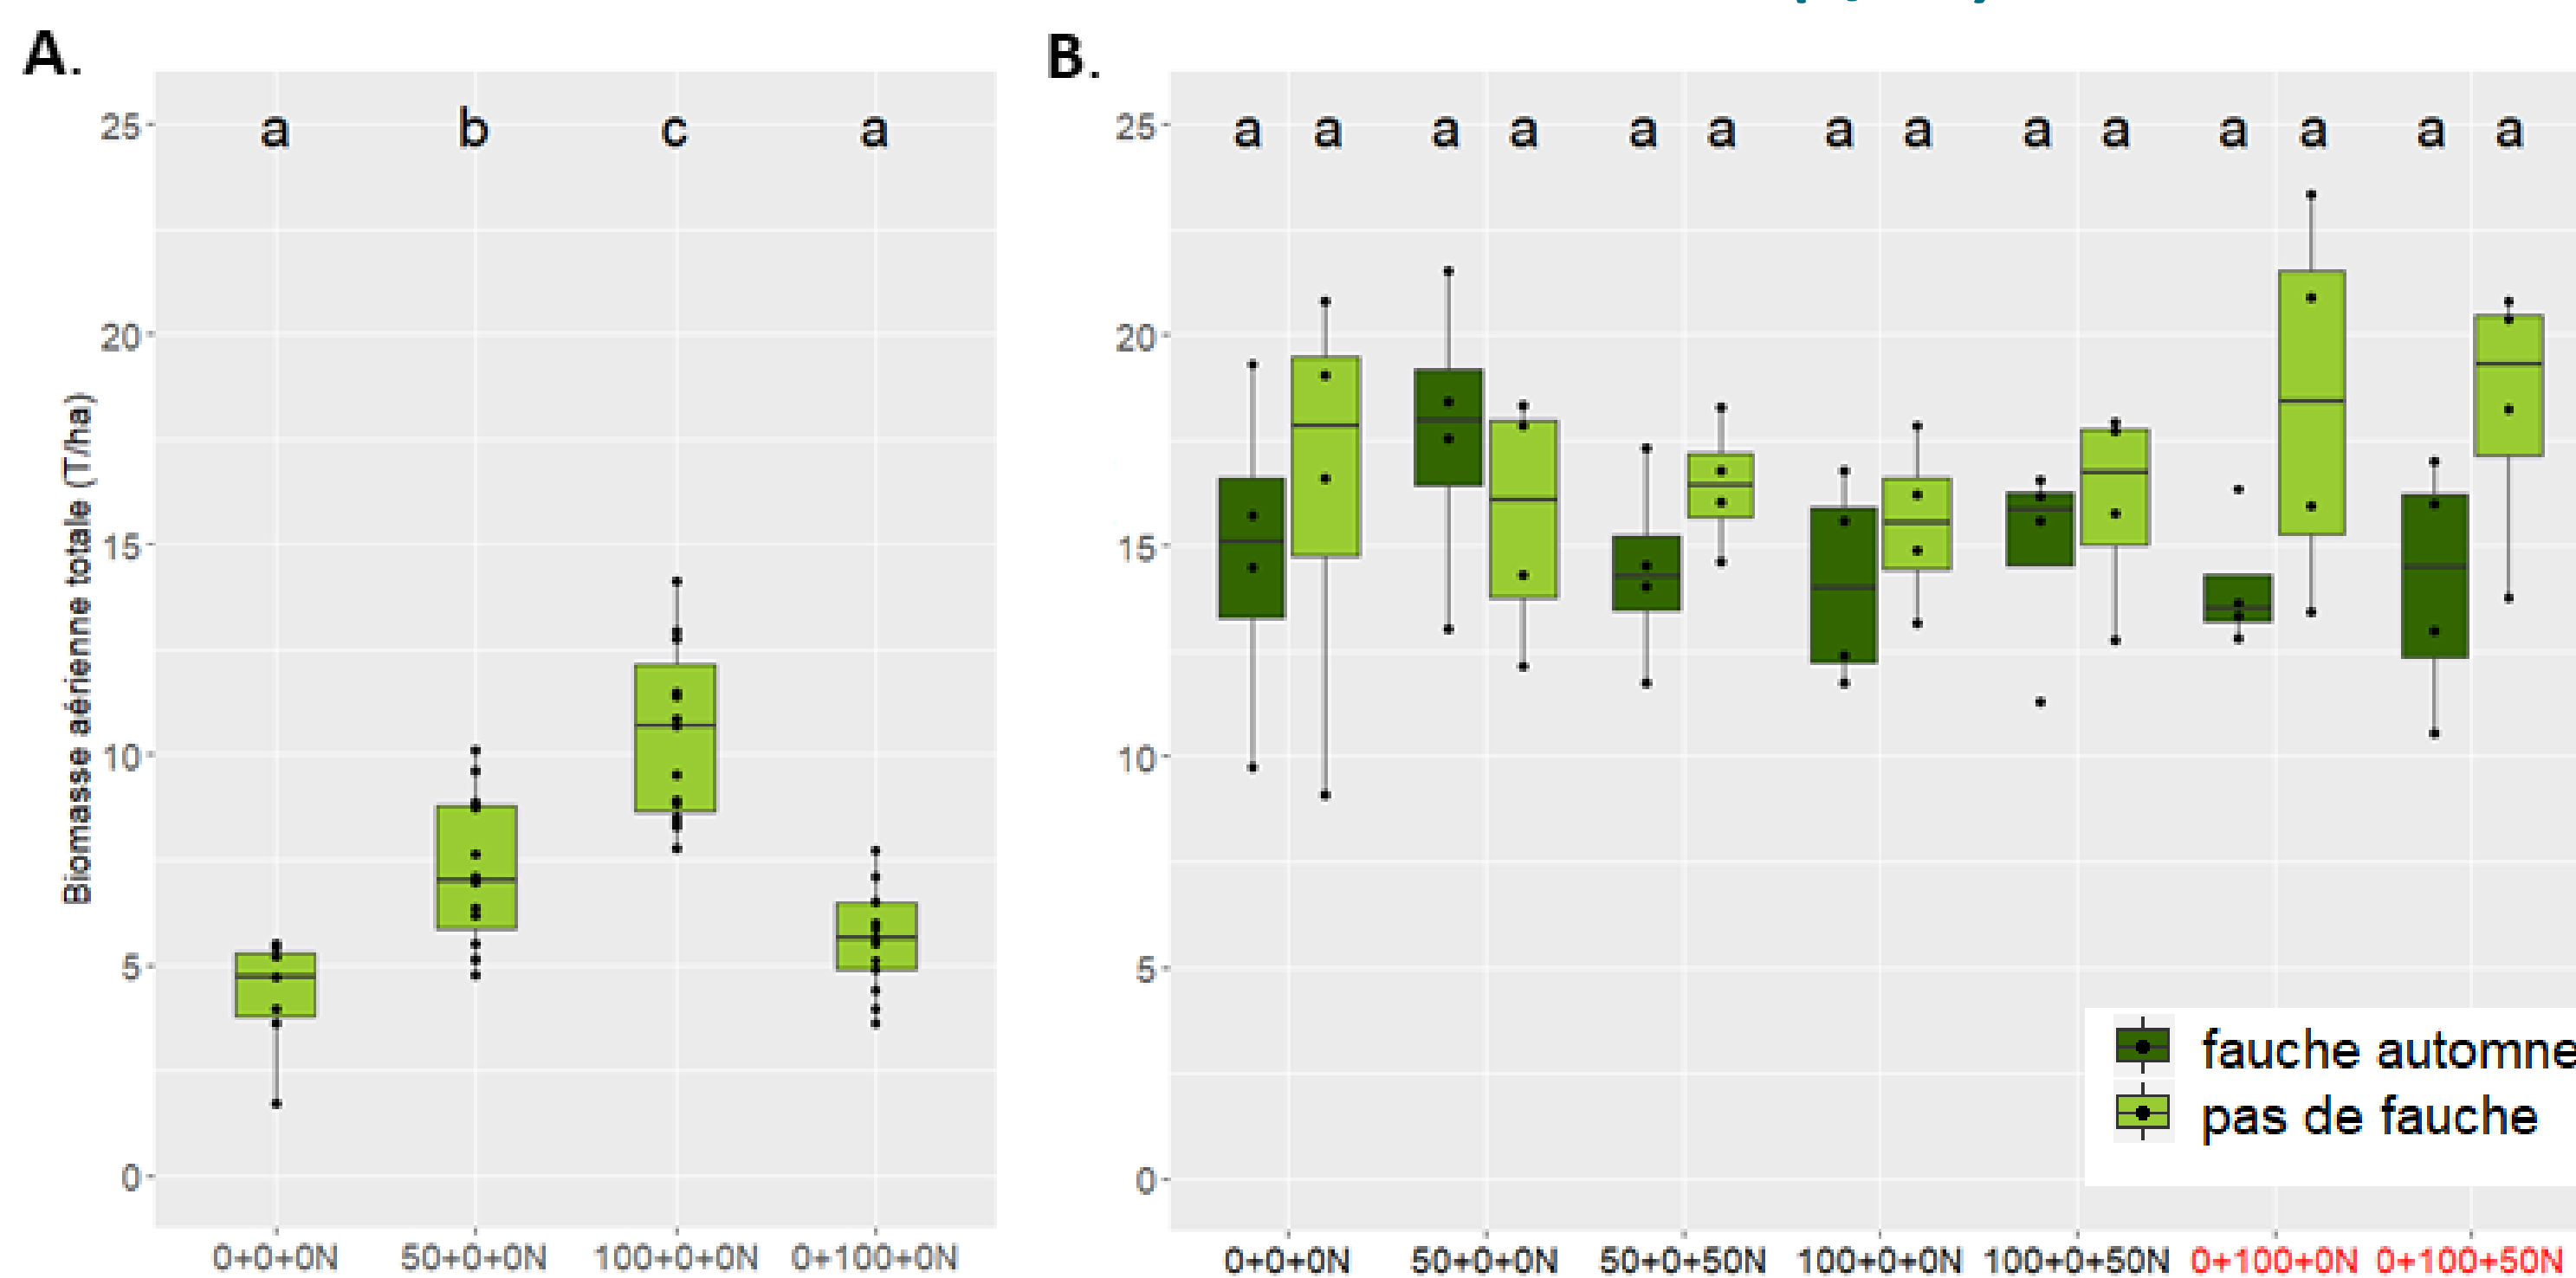 A.
B.
Biomasse aérienne totale (T/ha)
25
20
15
10
5
0
a b c a
0+0+0N 50+0+0N 100+0+0N 0+100+0N
25
20
15
10
5
0
a a a a a a a a a a a a a a
fauche automne
pas de fauche
0+0+0N 50+0+0N 50+0+50N 100+0+0N 100+0+50N 0+100+0N 0+100+50N